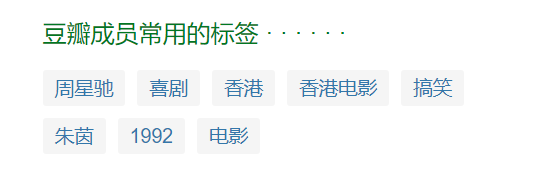 豆瓣成员常用的标签 · · · · · ·
周星驰 喜剧 香港 香港电影 搞笑
朱茵 1992 电影